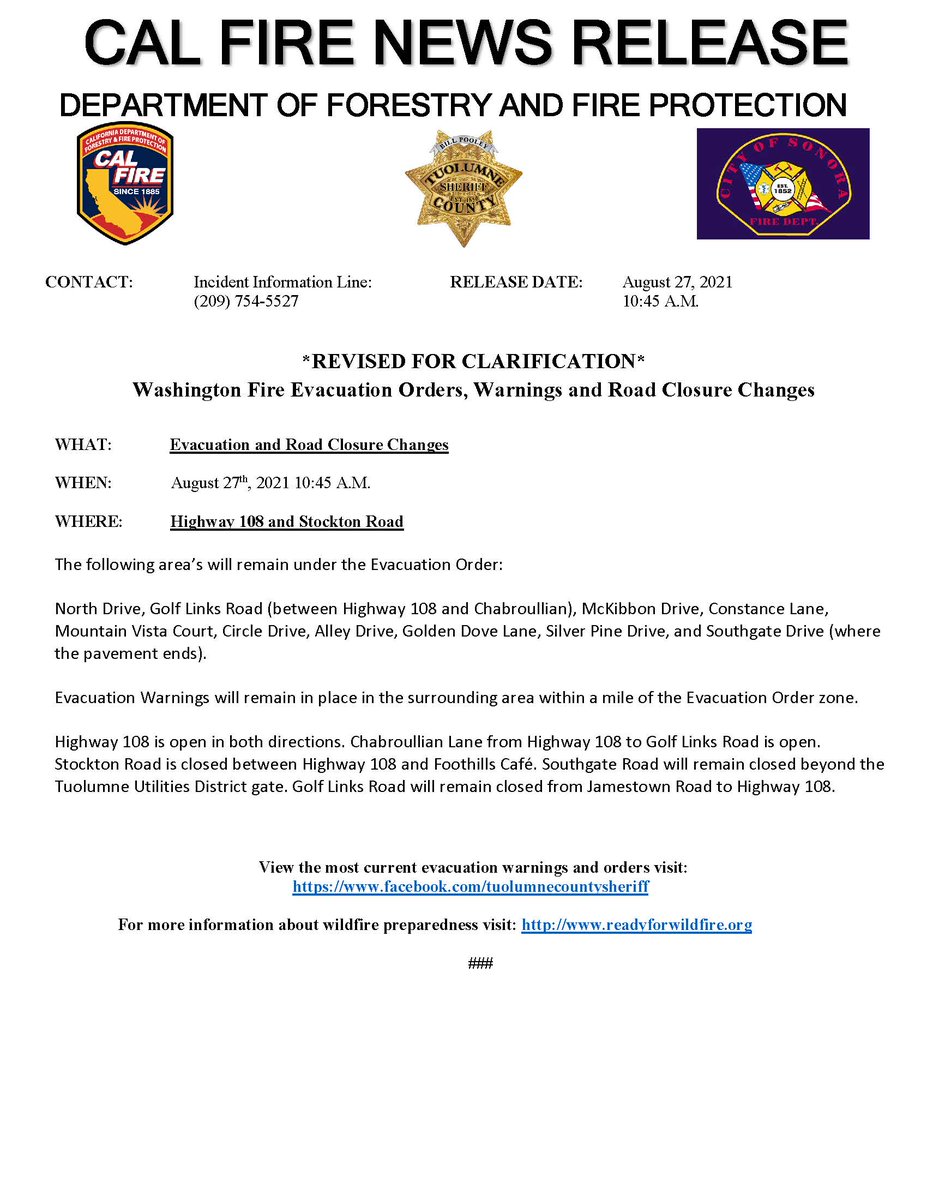 CAL FIRE NEWS RELEASE
DEPARTMENT OF FORESTRY AND FIRE PROTECTION
CALIFORNIA DEPARTMENT OF
FORESTRY & FIRE PROTECTION
CAL
FIRE
SINCE 1885
BILL POOLEY
TUOLUMNE
SHERIFF
COUNTY
CITY OF SONORA
EST.
1852
FIRE DEPT.
CONTACT: Incident Information Line: RELEASE DATE: August 27, 2021
(209) 754-5527 10:45 A.M.
*REVISED FOR CLARIFICATION*
Washington Fire Evacuation Orders, Warnings and Road Closure Changes
WHAT: Evacuation and Road Closure Changes
WHEN: August 27th, 2021 10:45 A.M.
WHERE: Highway 108 and Stockton Road
The following area's will remain under the Evacuation Order:
North Drive, Golf Links Road (between Highway 108 and Chabroullian), McKibbon Drive, Constance Lane,
Mountain Vista Court, Circle Drive, Alley Drive, Golden Dove Lane, Silver Pine Drive, and Southgate Drive (where
the pavement ends).
Evacuation Warnings will remain in place in the surrounding area within a mile of the Evacuation Order zone.
Highway 108 is open in both directions. Chabroullian Lane from Highway 108 to Golf Links Road is open.
Stockton Road is closed between Highway 108 and Foothills Café. Southgate Road will remain closed beyond the
Tuolumne Utilities District gate. Golf Links Road will remain closed from Jamestown Road to Highway 108.
View the most current evacuation warnings and orders visit:
https://www.facebook.com/tuolumnecountysheriff
For more information about wildfire preparedness visit: http://www.readyforwildfire.org
###